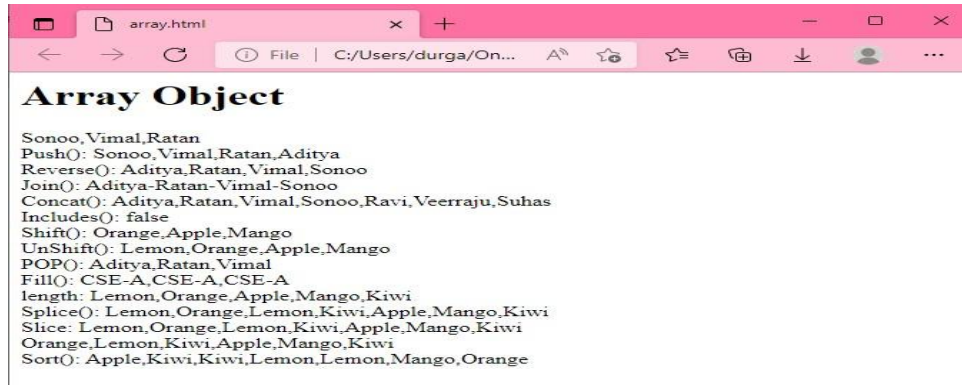 array.html
File | C:/Users/durga/On...
Array Object
Sonoo,Vimal,Ratan
Push(): Sonoo,Vimal,Ratan,Aditya
Reverse(): Aditya,Ratan,Vimal,Sonoo
Join(): Aditya-Ratan-Vimal-Sonoo
Concat(): Aditya,Ratan,Vimal,Sonoo,Ravi,Veerraju,Suhas
Includes(): false
Shift(): Orange,Apple,Mango
UnShift(): Lemon,Orange,Apple,Mango
POP(): Aditya,Ratan,Vimal
Fill(): CSE-A,CSE-A,CSE-A
length: Lemon,Orange,Apple,Mango,Kiwi
Splice(): Lemon,Orange,Lemon,Kiwi,Apple,Mango,Kiwi
Slice: Lemon,Orange,Lemon,Kiwi,Apple,Mango,Kiwi
Orange,Lemon,Kiwi,Apple,Mango,Kiwi
Sort(): Apple,Kiwi,Kiwi,Lemon,Lemon,Mango,Orange